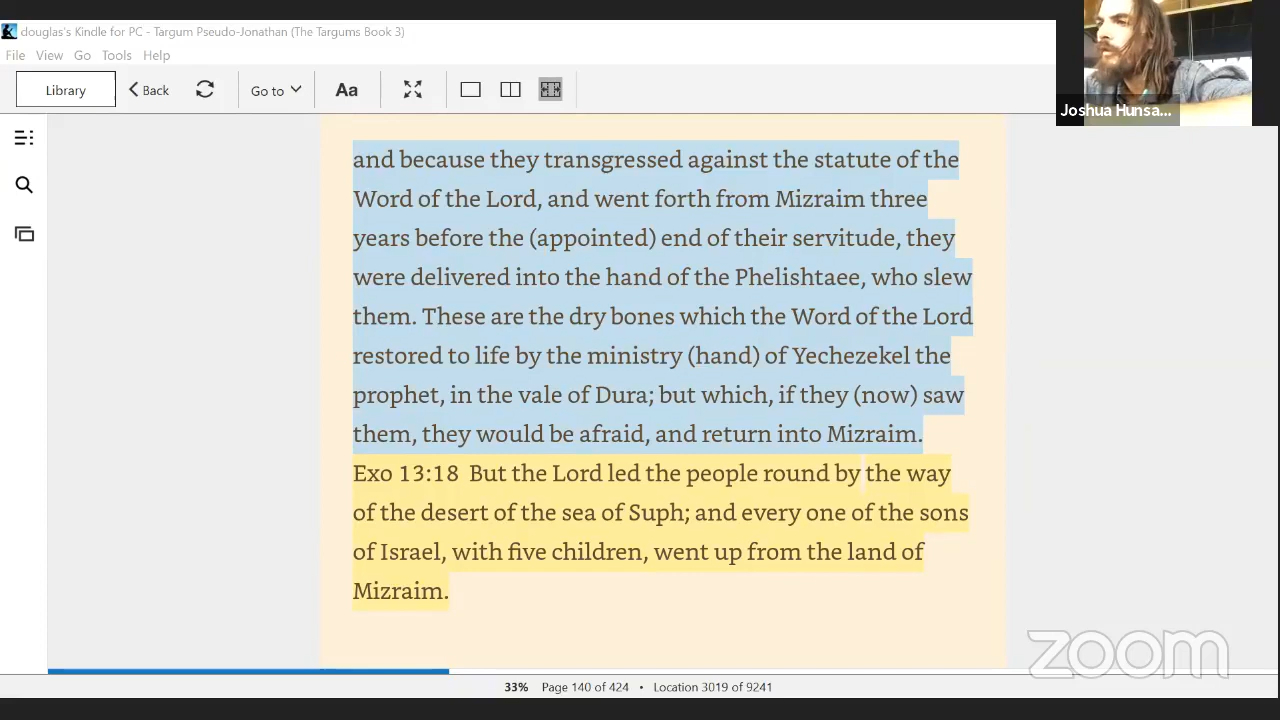 douglas's Kindle for PC - Targum Pseudo-Jonathan (The Targums Book 3)
File View Go Tools Help
Library Back Go to Aa
Joshua Hunsa...
and because they transgressed against the statute of the
Word of the Lord, and went forth from Mizraim three
years before the (appointed) end of their servitude, they
were delivered into the hand of the Phelishtaee, who slew
them. These are the dry bones which the Word of the Lord
restored to life by the ministry (hand) of Yechezekel the
prophet, in the vale of Dura; but which, if they (now) saw
them, they would be afraid, and return into Mizraim.
Exo 13:18 But the Lord led the people round by the way
of the desert of the sea of Suph; and every one of the sons
of Israel, with five children, went up from the land of
Mizraim.
zoom
33% Page 140 of 424 • Location 3019 of 9241